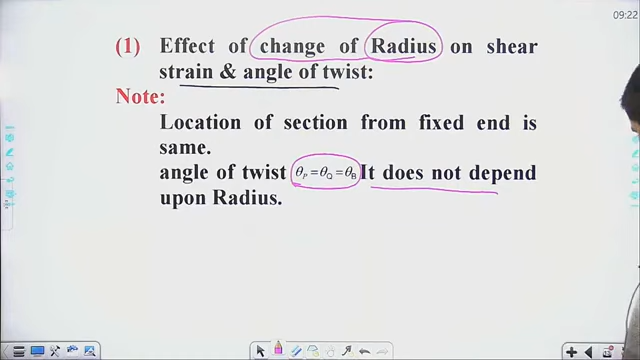 09:22
(1) Effect of change of Radius on shear
strain & angle of twist:
Note:
Location of section from fixed end is
same.
angle of twist θP = θQ = θB It does not depend
upon Radius.